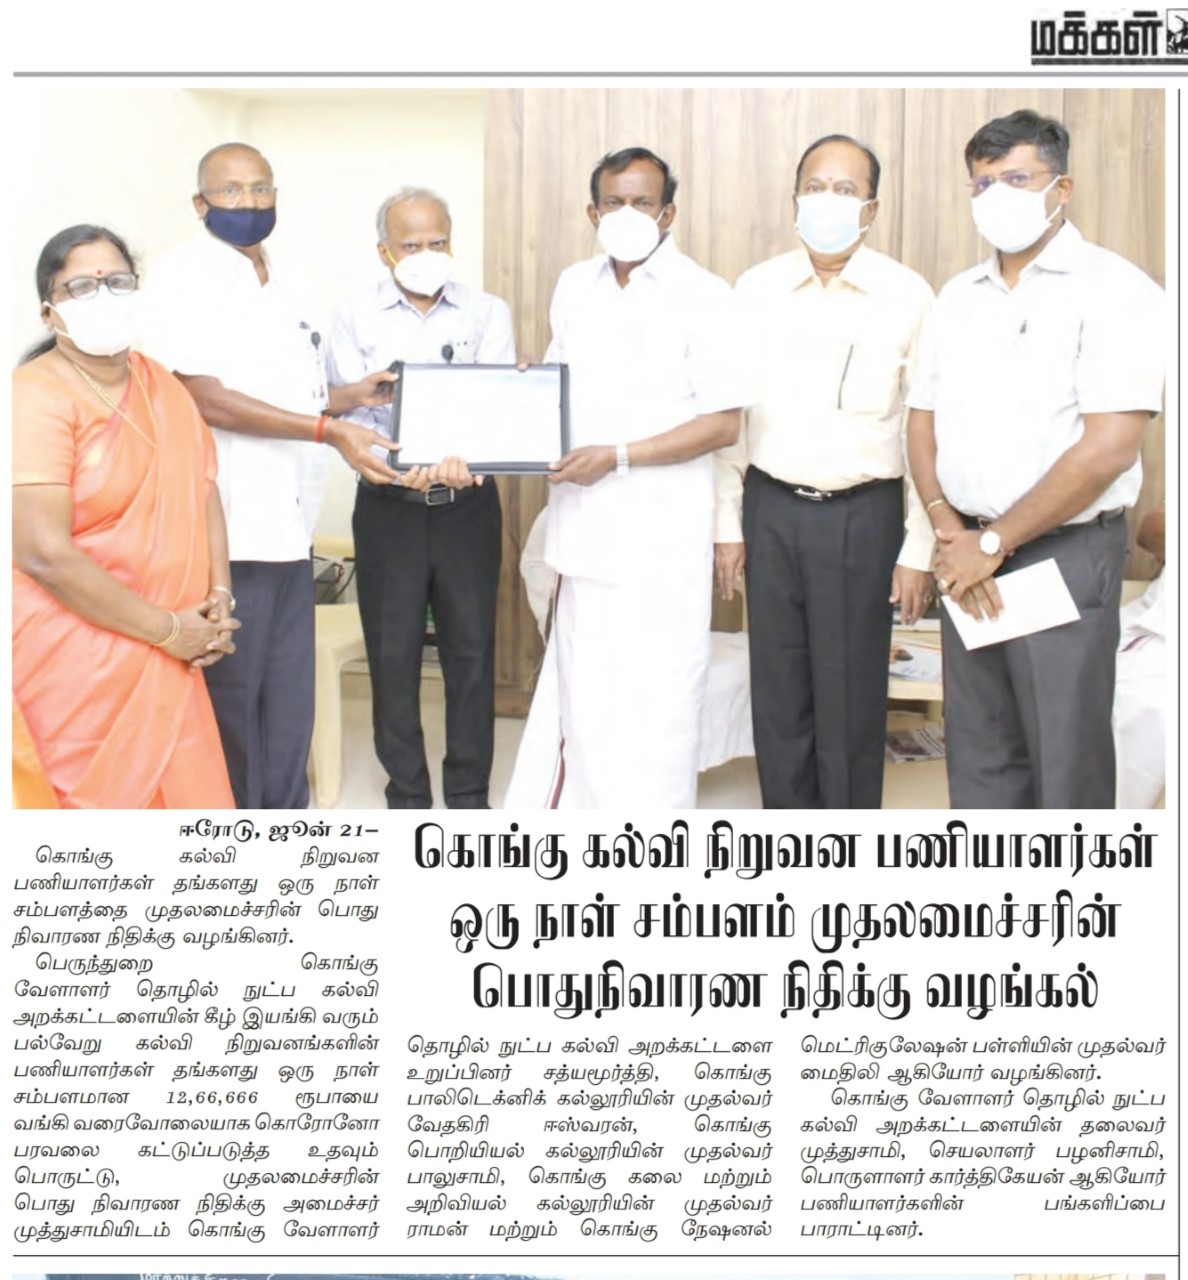 மக்கள்
ஈரோடு, ஜூன் 21–
கொங்கு கல்வி நிறுவன
பணியாளர்கள் தங்களது ஒரு நாள்
சம்பளத்தை முதலமைச்சரின் பொது
நிவாரண நிதிக்கு வழங்கினர்.
பெருந்துறை கொங்கு
வேளாளர் தொழில் நுட்ப கல்வி
அறக்கட்டளையின் கீழ் இயங்கி வரும்
பல்வேறு கல்வி நிறுவனங்களின்
பணியாளர்கள் தங்களது ஒரு நாள்
சம்பளமான 12,66,666 ரூபாயை
வங்கி வரைவோலையாக கொரோனோ
பரவலை கட்டுப்படுத்த உதவும்
பொருட்டு, முதலமைச்சரின்
பொது நிவாரண நிதிக்கு அமைச்சர்
முத்துசாமியிடம் கொங்கு வேளாளர்
கொங்கு கல்வி நிறுவன பணியாளர்கள்
ஒரு நாள் சம்பளம் முதலமைச்சரின்
பொதுநிவாரண நிதிக்கு வழங்கல்
தொழில் நுட்ப கல்வி அறக்கட்டளை
உறுப்பினர் சத்யமூர்த்தி, கொங்கு
பாலிடெக்னிக் கல்லூரியின் முதல்வர்
வேதகிரி ஈஸ்வரன், கொங்கு
பொறியியல் கல்லூரியின் முதல்வர்
பாலுசாமி, கொங்கு கலை மற்றும்
அறிவியல் கல்லூரியின் முதல்வர்
ராமன் மற்றும் கொங்கு நேஷனல்
மெட்ரிகுலேஷன் பள்ளியின் முதல்வர்
மைதிலி ஆகியோர் வழங்கினர்.
கொங்கு வேளாளர் தொழில் நுட்ப
கல்வி அறக்கட்டளையின் தலைவர்
முத்துசாமி, செயலாளர் பழனிசாமி,
பொருளாளர் கார்த்திகேயன் ஆகியோர்
பணியாளர்களின் பங்களிப்பை
பாராட்டினர்.